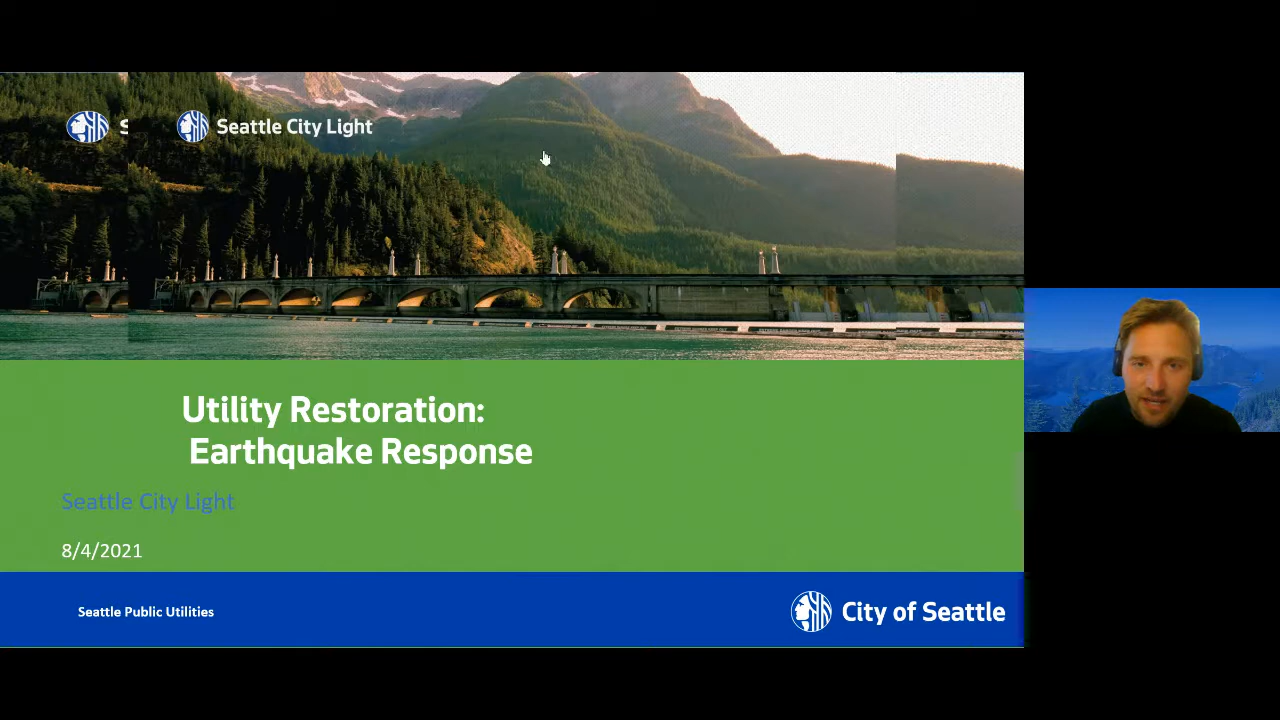 S
Seattle City Light
Utility Restoration:
Earthquake Response
Seattle City Light
8/4/2021
Seattle Public Utilities
City of Seattle